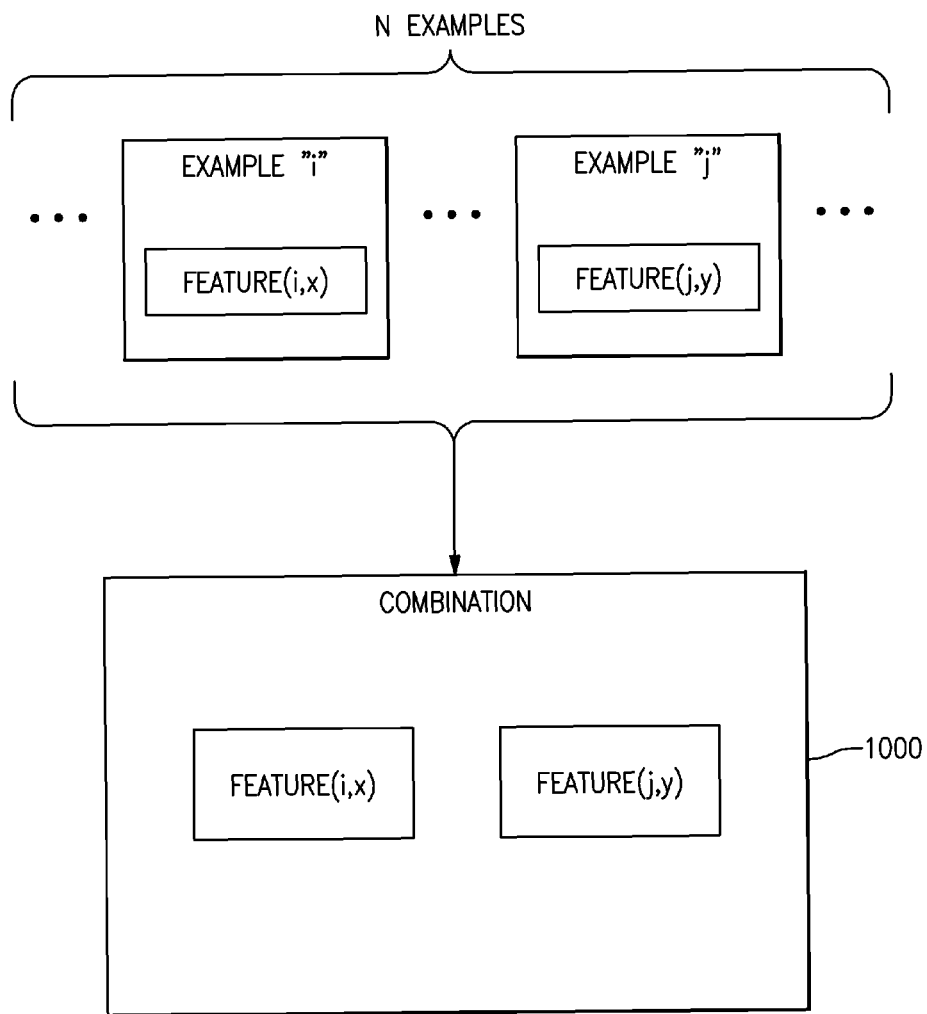 N EXAMPLES
EXAMPLE "i"
EXAMPLE "j"
FEATURE(i,x)
FEATURE(j,y)
COMBINATION
FEATURE(i,x)
FEATURE(j,y)
1000